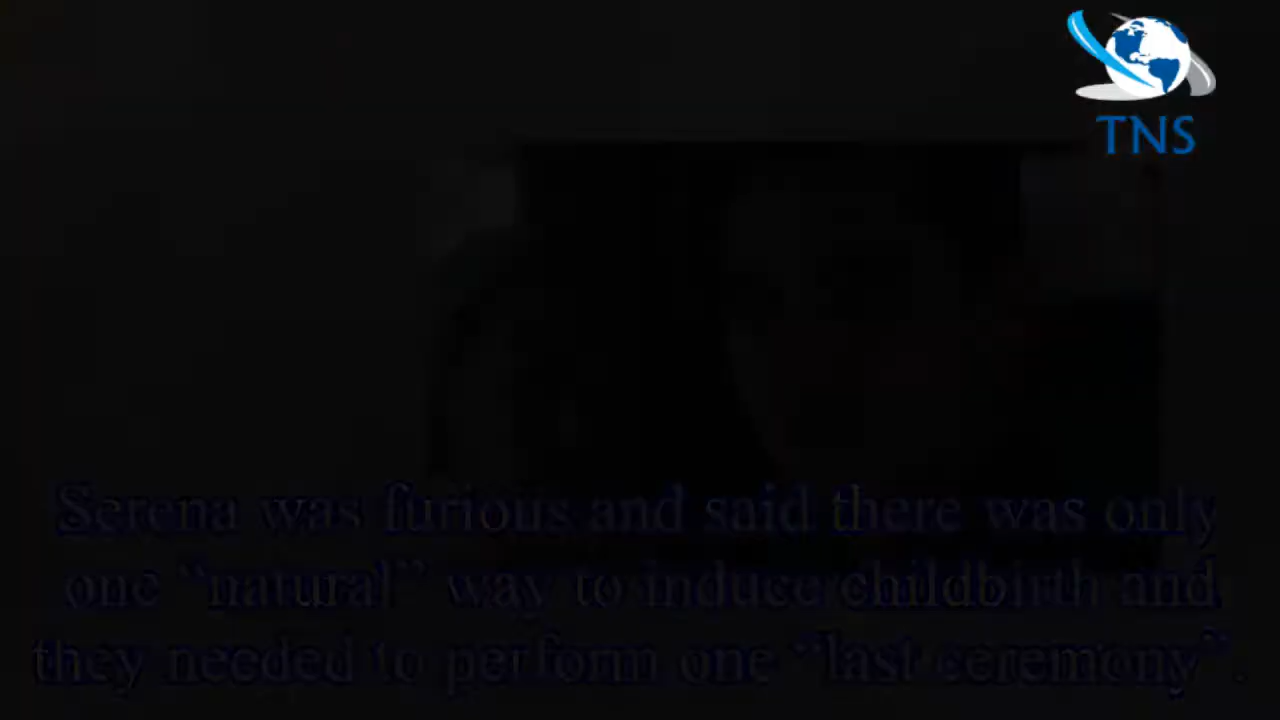 TNS
Serena was furious and said there was only
one “natural” way to induce childbirth and
they needed to perform one “last ceremony”.